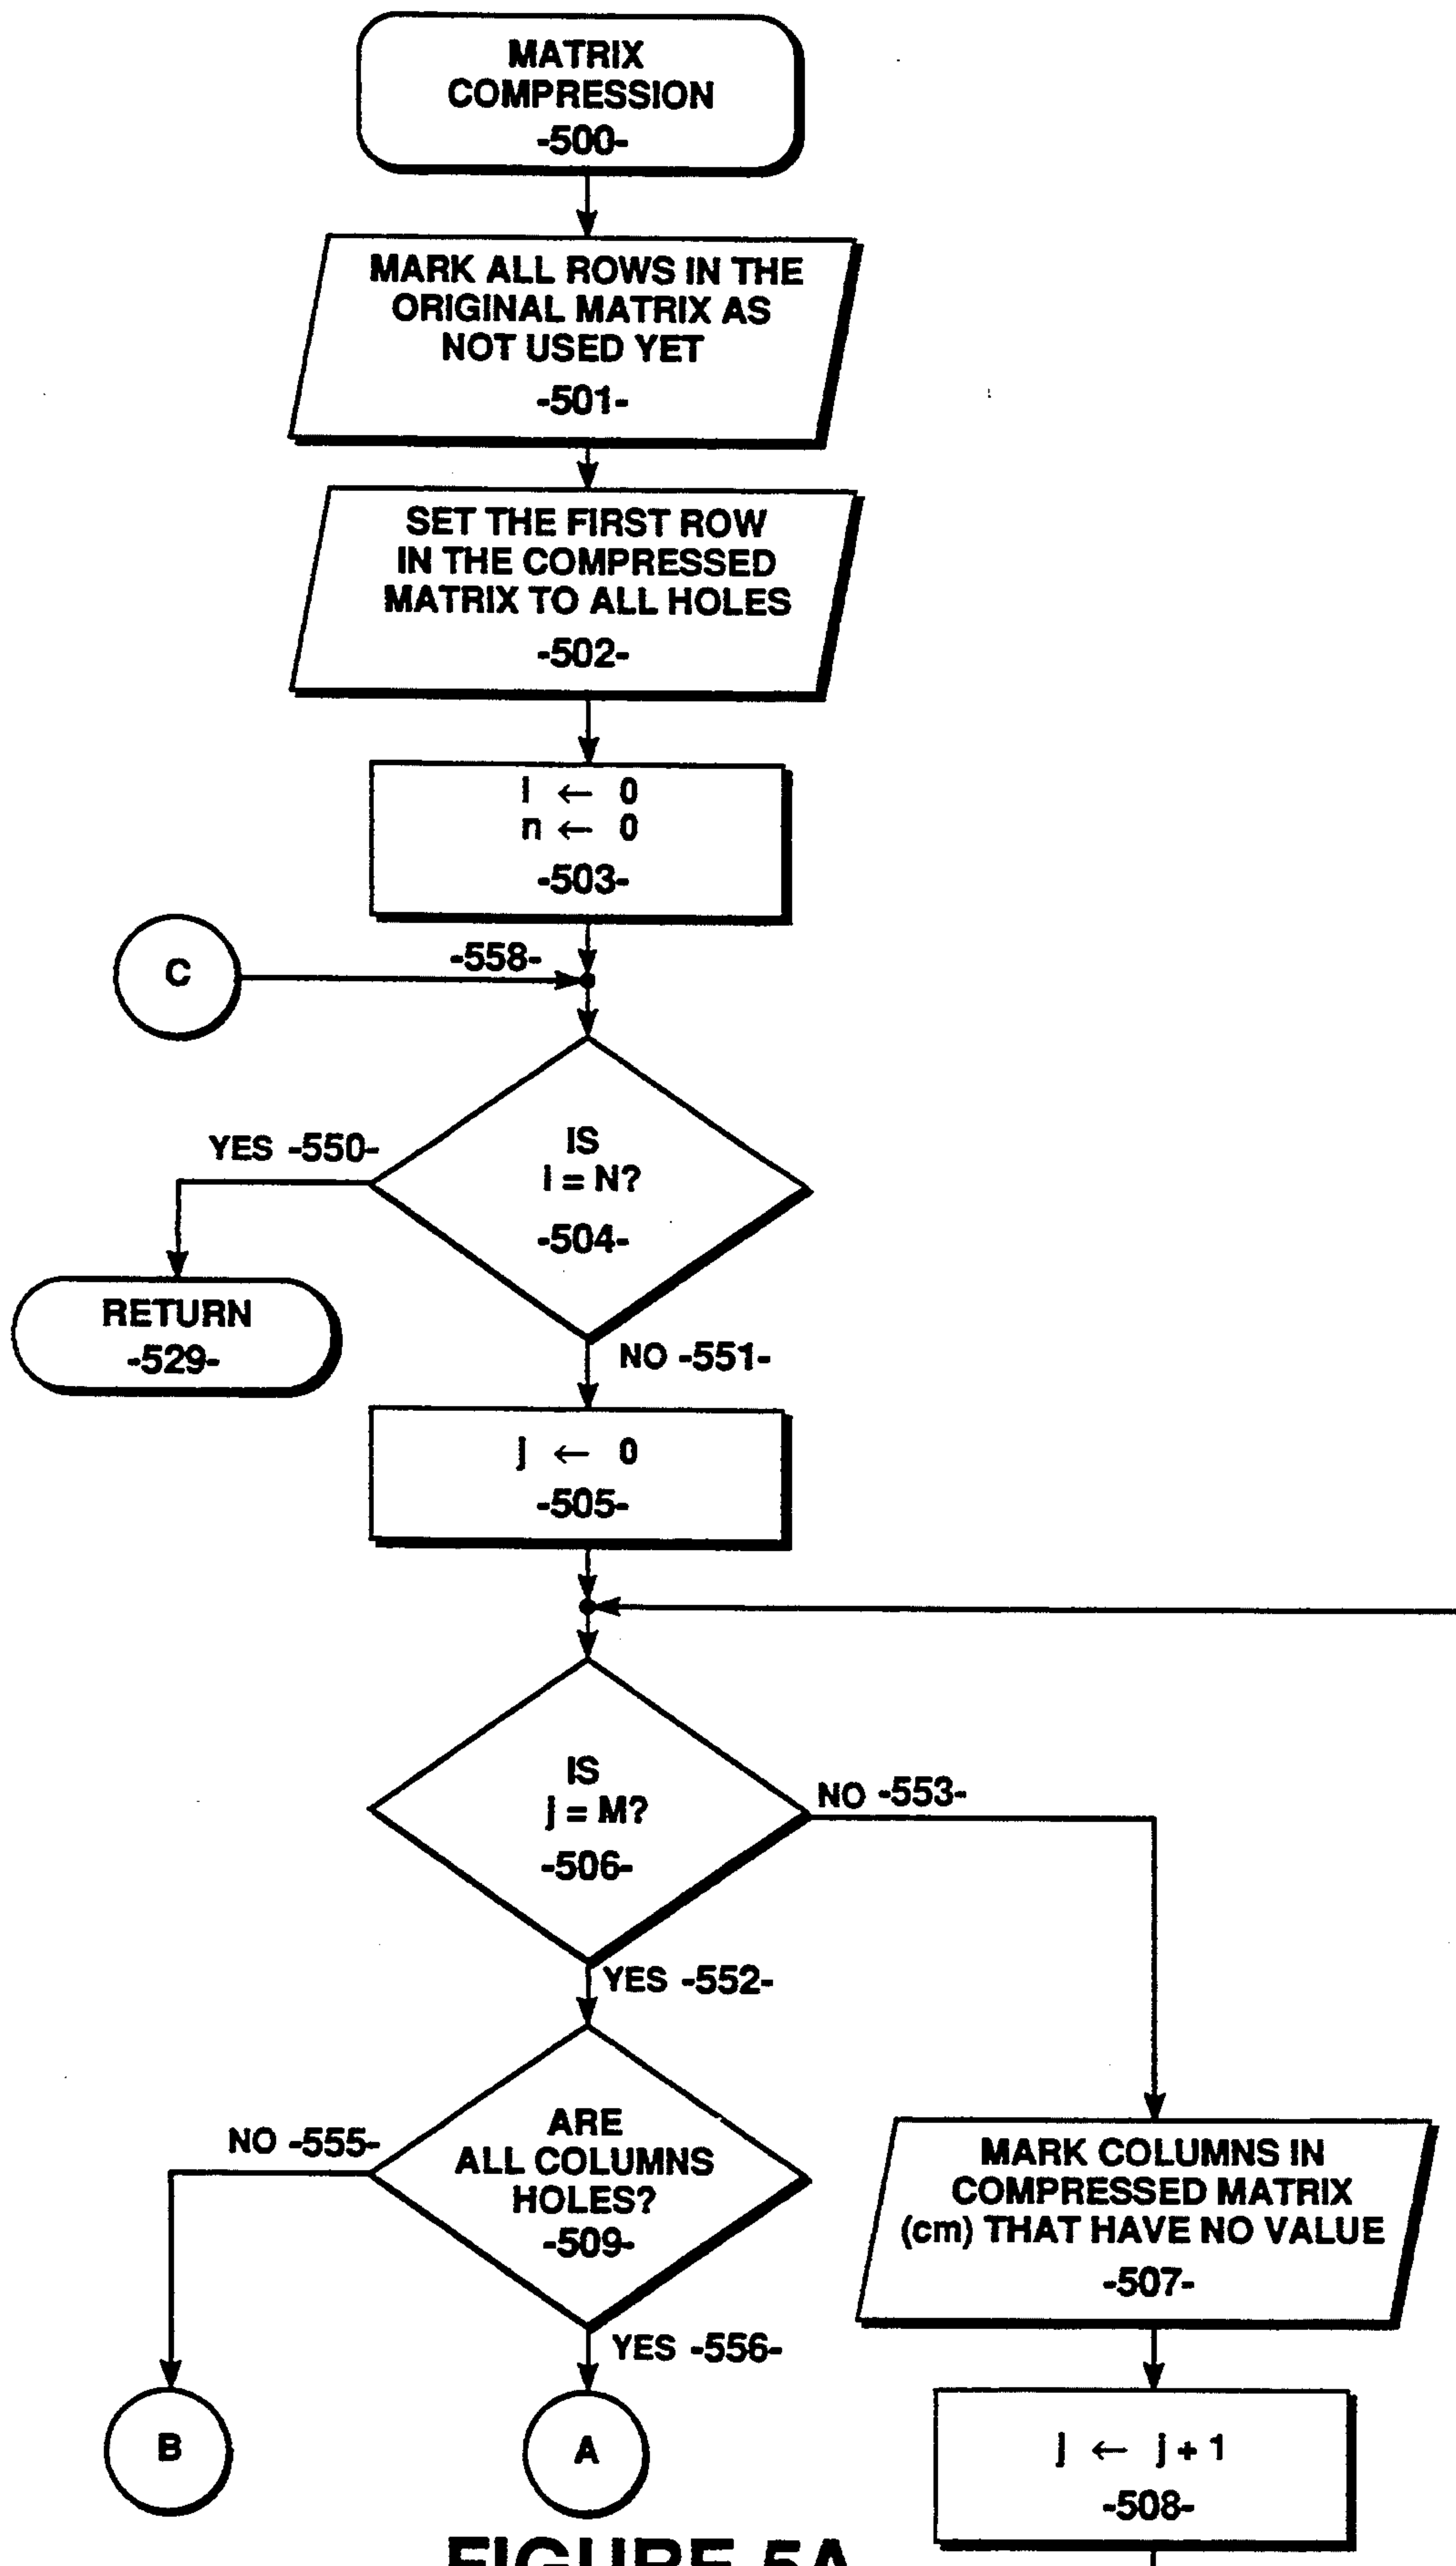 MATRIX
COMPRESSION
-500-
MARK ALL ROWS IN THE
ORIGINAL MATRIX AS
NOT USED YET
-501-
SET THE FIRST ROW
IN THE COMPRESSED
MATRIX TO ALL HOLES
-502-
i ← 0
n ← 0
-503-
C
-558-
IS
i = N?
-504-
YES -550-
RETURN
-529-
NO -551-
j ← 0
-505-
IS
j = M?
-506-
NO -553-
YES -552-
ARE
ALL COLUMNS
HOLES?
-509-
NO -555-
YES -556-
MARK COLUMNS IN
COMPRESSED MATRIX
(cm) THAT HAVE NO VALUE
-507-
B
A
j ← j + 1
-508-
FIGURE 5A